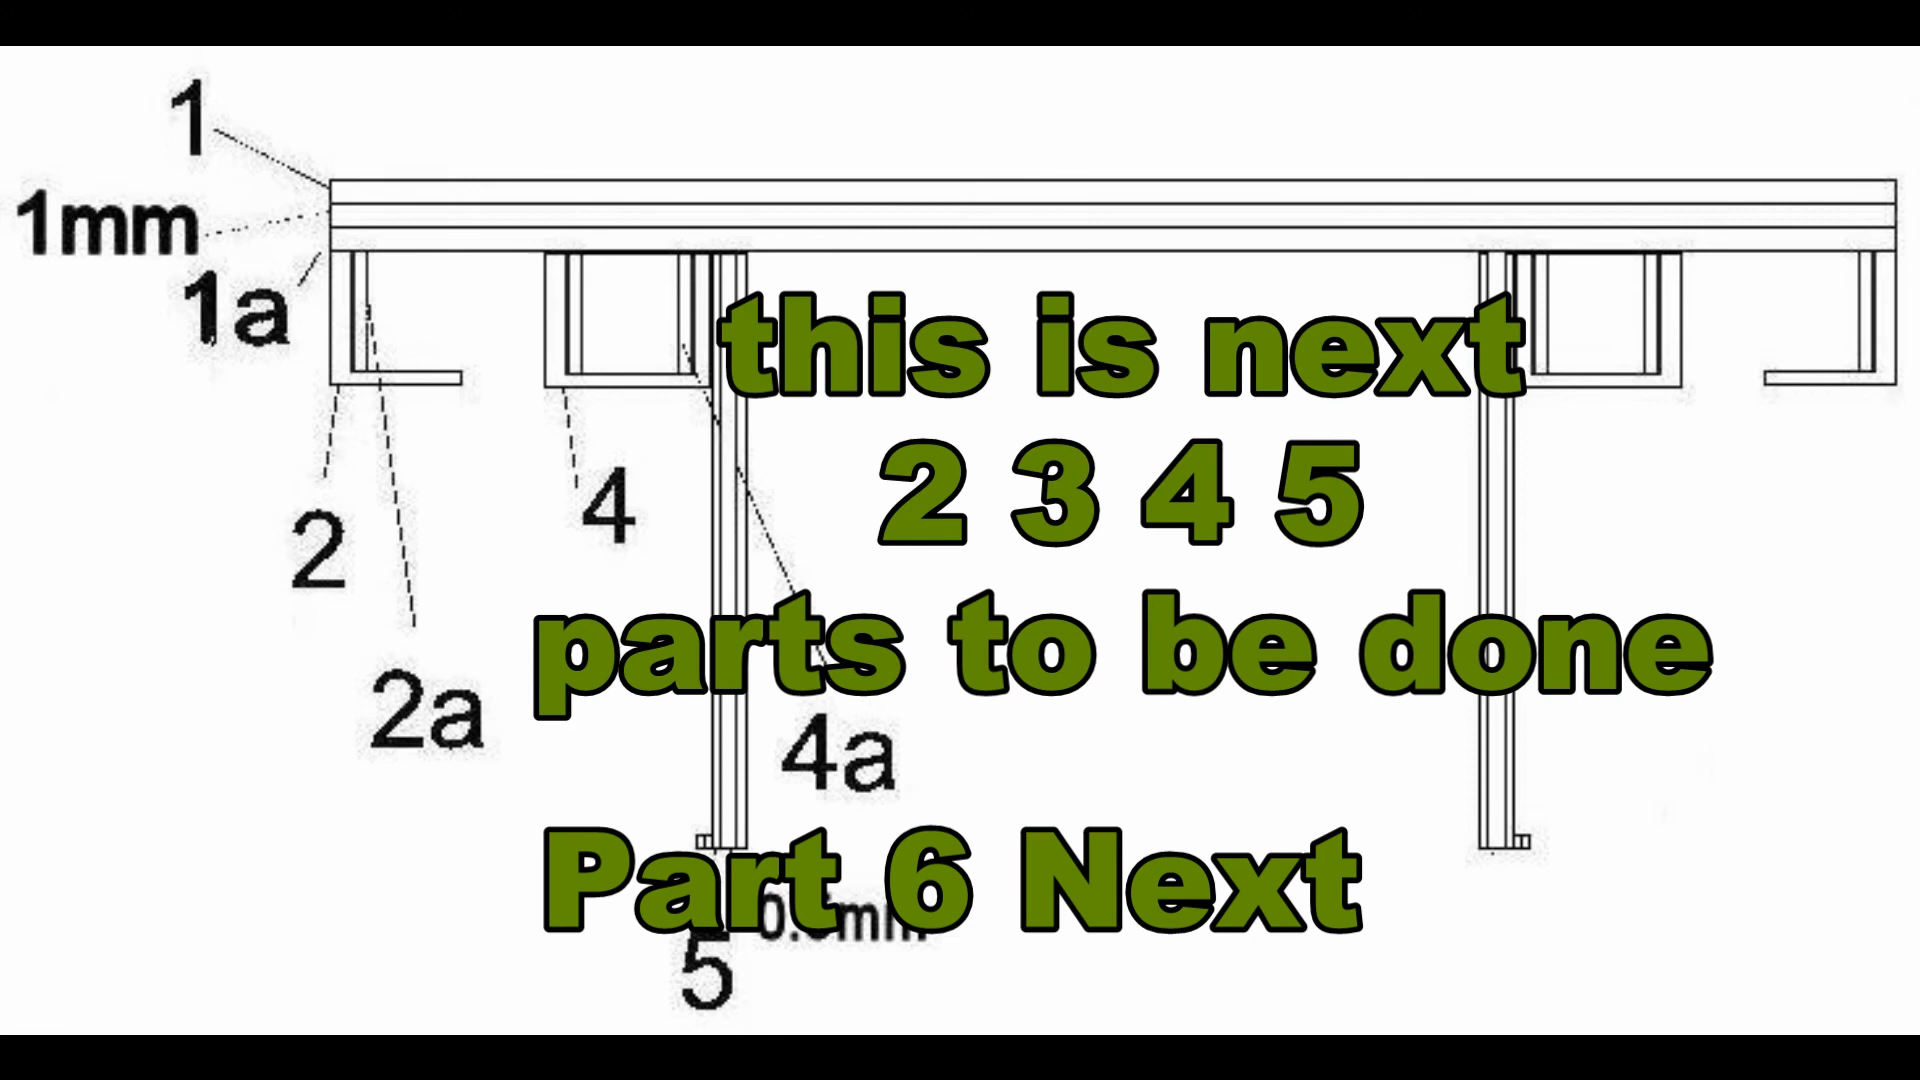 1
1mm
1a
this is next
2 3 4 5
4
2
parts to be done
2a
4a
Part 6 Next
5